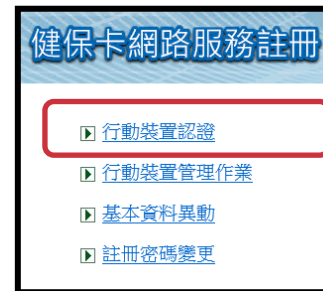 健保卡網路服務註冊
行動裝置認證
行動裝置管理作業
基本資料異動
註冊密碼變更